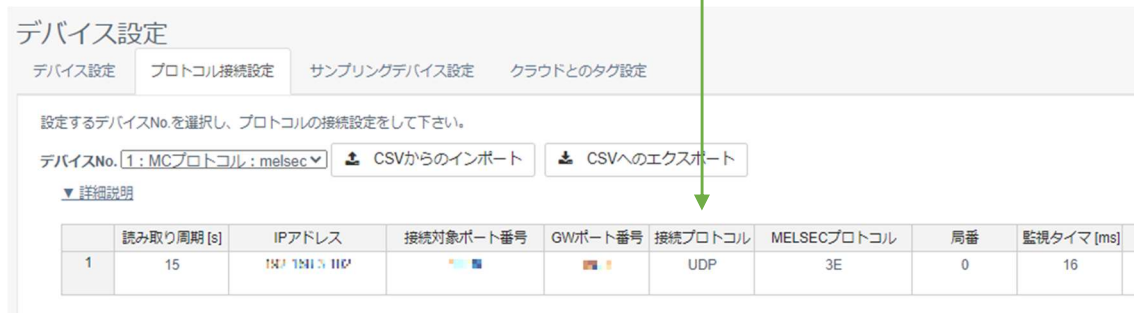 デバイス設定
デバイス設定 プロトコル接続設定 サンプリングデバイス設定 クラウドとのタグ設定
設定するデバイスNo.を選択し、プロトコルの接続設定をして下さい。
デバイスNo. 1：MCプロトコル：melsec CSVからのインポート CSVへのエクスポート
▼ 詳細説明
読み取り周期 [s] IPアドレス 接続対象ポート番号 GWポート番号 接続プロトコル MELSECプロトコル 局番 監視タイマ [ms]
1 15 UDP 3E 0 16